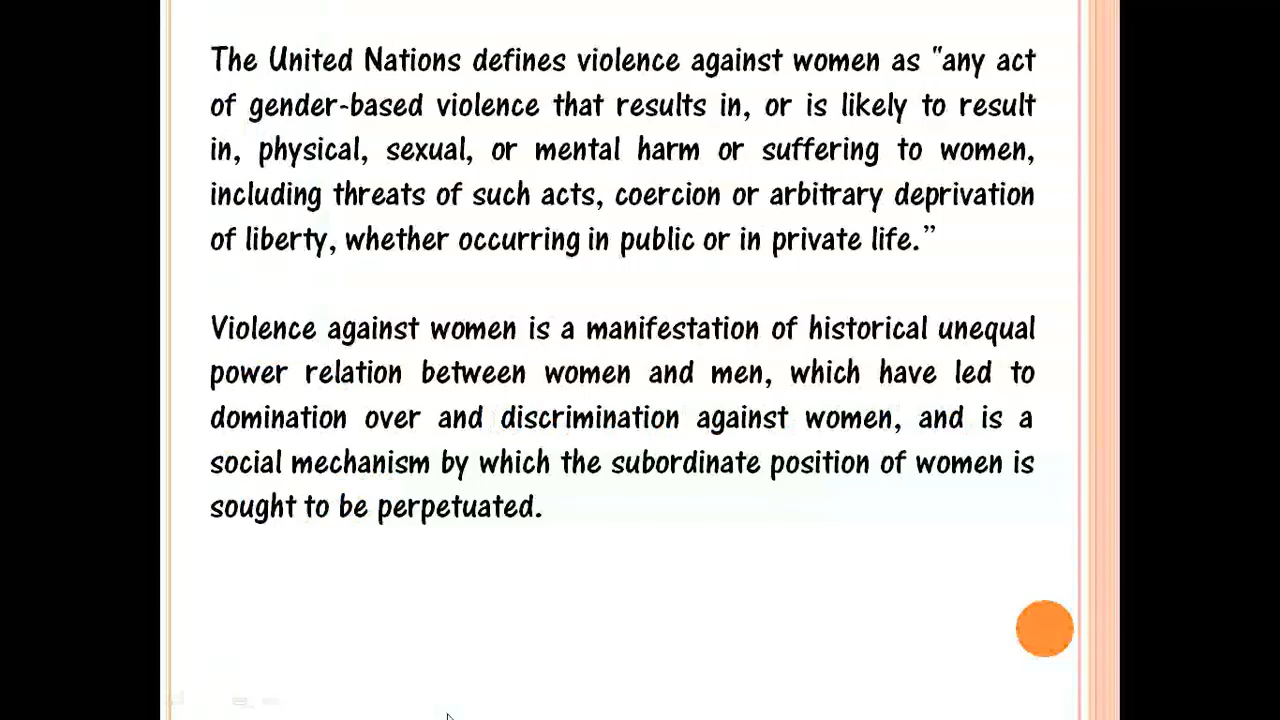 The United Nations defines violence against women as "any act
of gender-based violence that results in, or is likely to result
in, physical, sexual, or mental harm or suffering to women,
including threats of such acts, coercion or arbitrary deprivation
of liberty, whether occurring in public or in private life.”
Violence against women is a manifestation of historical unequal
power relation between women and men, which have led to
domination over and discrimination against women, and is a
social mechanism by which the subordinate position of women is
sought to be perpetuated.